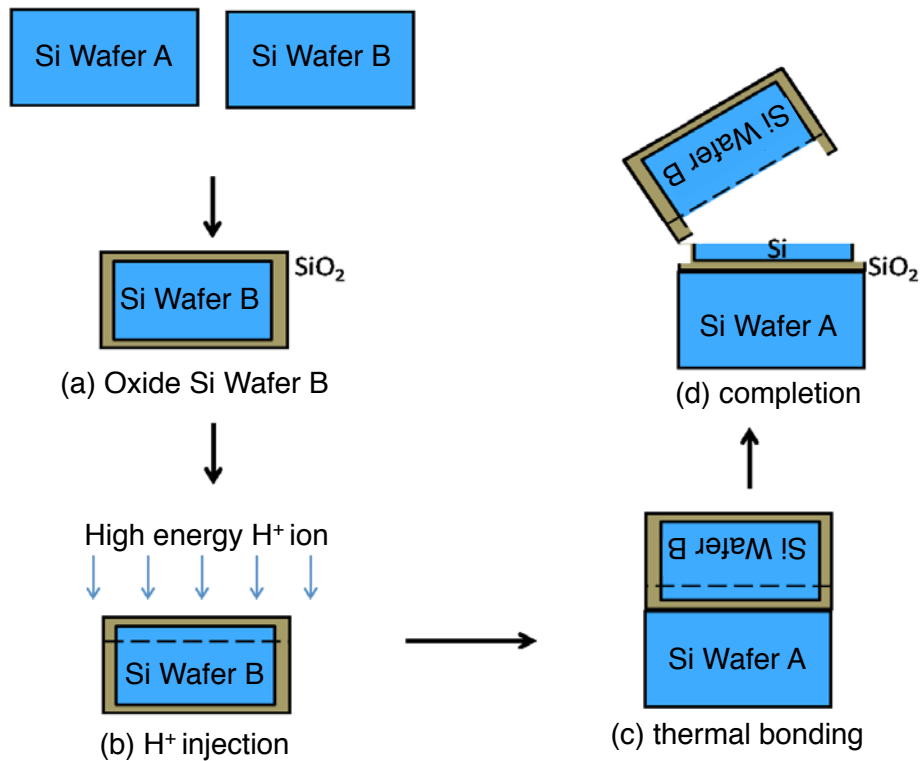 Si Wafer A
Si Wafer B
Si Wafer B
SiO₂
(a) Oxide Si Wafer B
High energy H⁺ ion
Si Wafer B
(b) H⁺ injection
Si Wafer B
Si Wafer A
(c) thermal bonding
Si Wafer B
Si
SiO₂
Si Wafer A
(d) completion